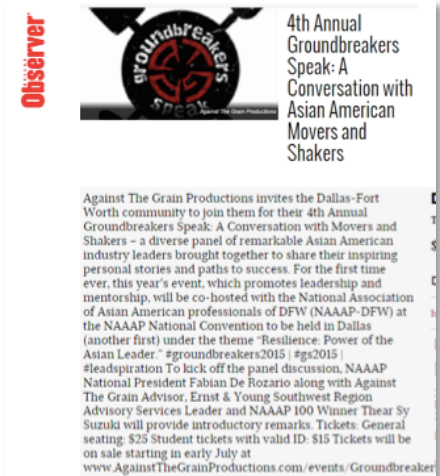 Observer
groundbreakers
speak
Against The Grain Productions
4th Annual
Groundbreakers
Speak: A
Conversation with
Asian American
Movers and
Shakers
Against The Grain Productions invites the Dallas-Fort
Worth community to join them for their 4th Annual
Groundbreakers Speak: A Conversation with Movers and
Shakers – a diverse panel of remarkable Asian American
industry leaders brought together to share their inspiring
personal stories and paths to success. For the first time
ever, this year's event, which promotes leadership and
mentorship, will be co-hosted with the National Association
of Asian American professionals of DFW (NAAAP-DFW) at
the NAAAP National Convention to be held in Dallas
(another first) under the theme "Resilience: Power of the
Asian Leader." #groundbreakers2015 | #gs2015 |
#leadspiration To kick off the panel discussion, NAAAP
National President Fabian De Rozario along with Against
The Grain Advisor, Ernst & Young Southwest Region
Advisory Services Leader and NAAAP 100 Winner Thear Sy
Suzuki will provide introductory remarks. Tickets: General
seating: $25 Student tickets with valid ID: $15 Tickets will be
on sale starting in early July at
www.AgainstTheGrainProductions.com/events/Groundbreaker